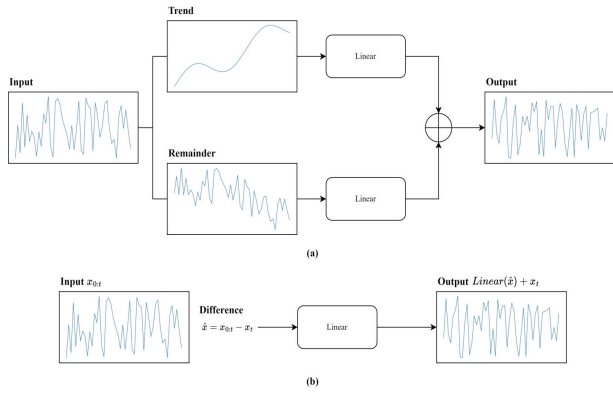 Trend
Linear
Input
Output
Remainder
Linear
(a)
Input x₀:t
Output Linear(x̂) + xₜ
Difference
x̂ = x₀:t − xₜ
Linear
(b)